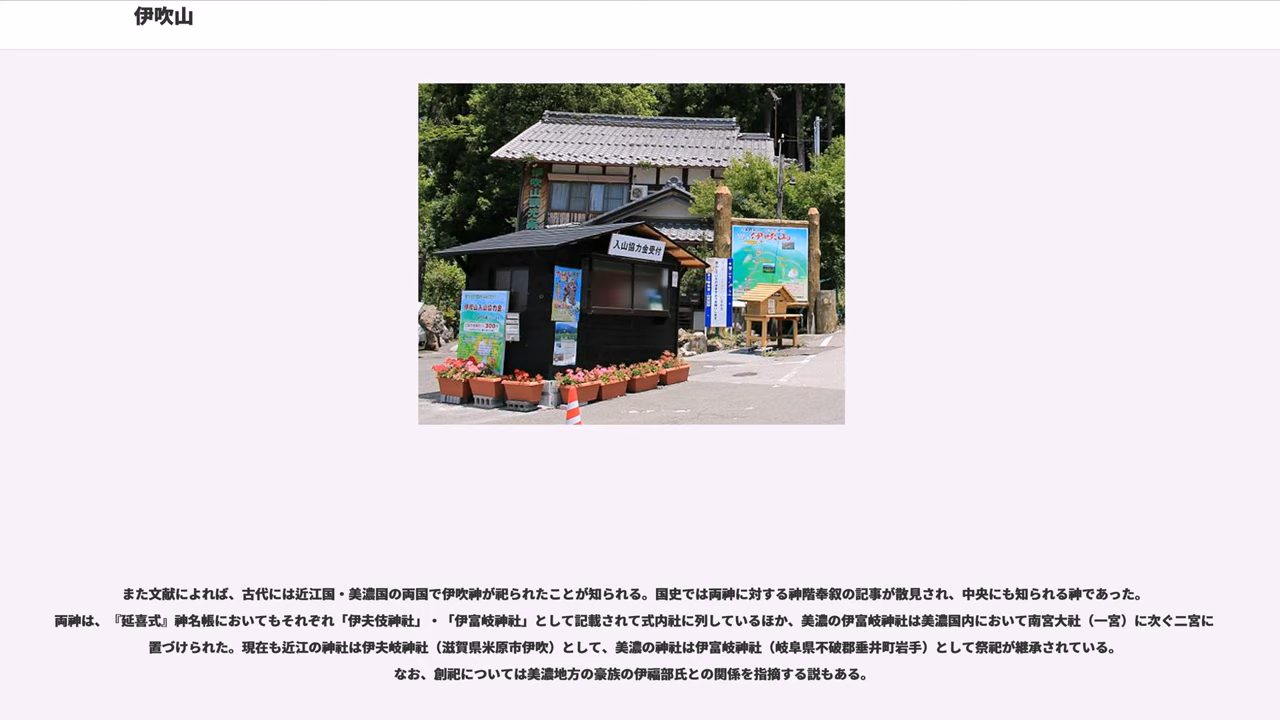 伊吹山
入山協力金受付
伊吹山入山協力金
300円
また文献によれば、古代には近江国・美濃国の両国で伊吹神が祀られたことが知られる。国史では両神に対する神階奉叙の記事が散見され、中央にも知られる神であった。
両神は、『延喜式』神名帳においてもそれぞれ「伊夫伎神社」・「伊富岐神社」として記載されて式内社に列しているほか、美濃の伊富岐神社は美濃国内において南宮大社（一宮）に次ぐ二宮に
置づけられた。現在も近江の神社は伊夫岐神社（滋賀県米原市伊吹）として、美濃の神社は伊富岐神社（岐阜県不破郡垂井町岩手）として祭祀が継承されている。
なお、創祀については美濃地方の豪族の伊福部氏との関係を指摘する説もある。